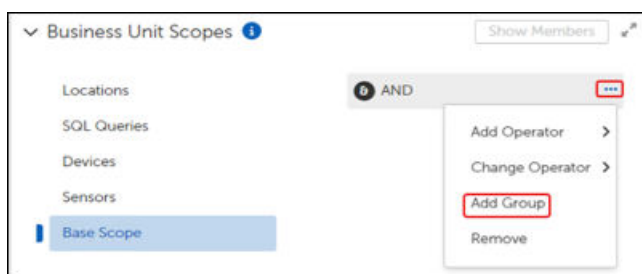 Business Unit Scopes
Show Members
Locations
AND
SQL Queries
Add Operator
Devices
Change Operator
Sensors
Add Group
Base Scope
Remove